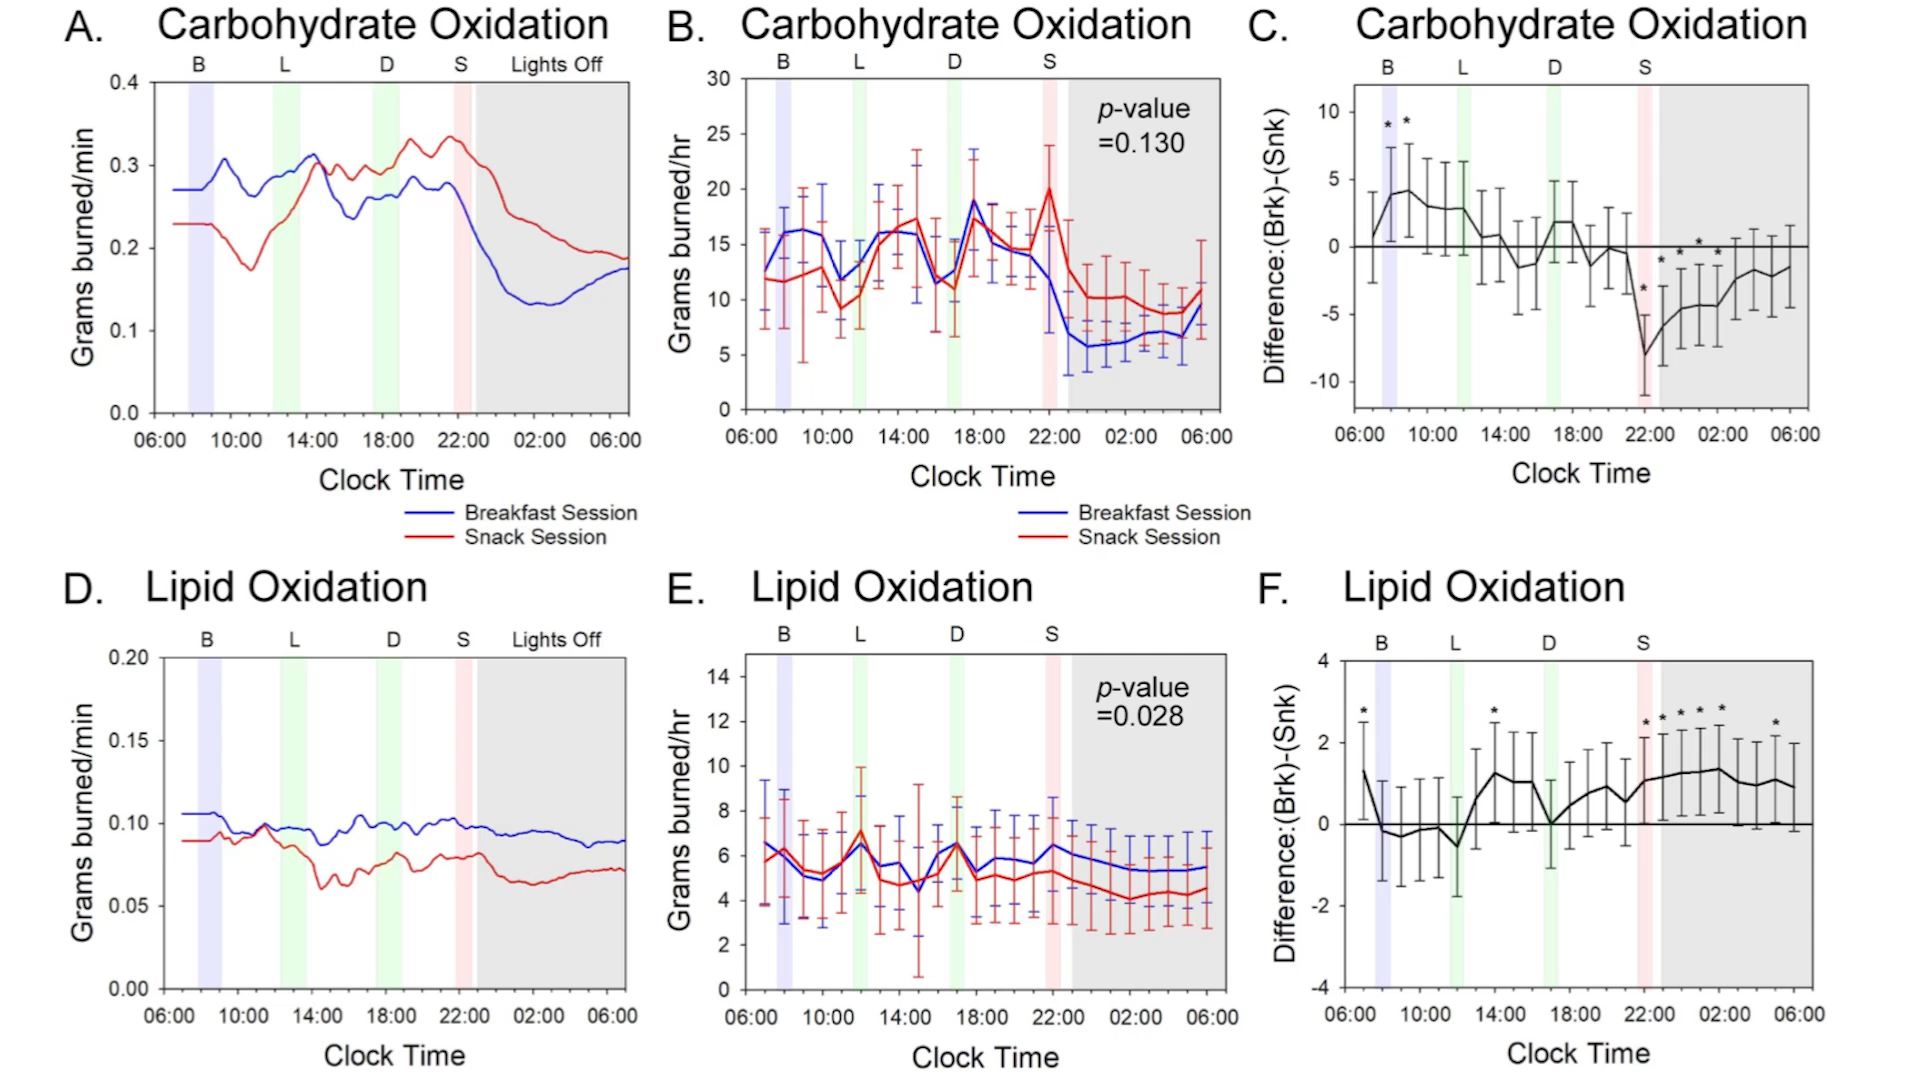 A. Carbohydrate Oxidation
B L D S Lights Off
0.4
0.3
0.2
0.1
0.0
Grams burned/min
06:00 10:00 14:00 18:00 22:00 02:00 06:00
Clock Time
Breakfast Session
Snack Session
B. Carbohydrate Oxidation
B L D S
30
25
20
15
10
5
0
Grams burned/hr
p-value
=0.130
06:00 10:00 14:00 18:00 22:00 02:00 06:00
Clock Time
Breakfast Session
Snack Session
C. Carbohydrate Oxidation
B L D S
10
5
0
-5
-10
Difference:(Brk)-(Snk)
* *
* * * * *
06:00 10:00 14:00 18:00 22:00 02:00 06:00
Clock Time
D. Lipid Oxidation
B L D S Lights Off
0.20
0.15
0.10
0.05
0.00
Grams burned/min
06:00 10:00 14:00 18:00 22:00 02:00 06:00
Clock Time
E. Lipid Oxidation
B L D S
14
12
10
8
6
4
2
0
Grams burned/hr
p-value
=0.028
06:00 10:00 14:00 18:00 22:00 02:00 06:00
Clock Time
F. Lipid Oxidation
B L D S
4
2
0
-2
-4
Difference:(Brk)-(Snk)
* * * * * * * *
06:00 10:00 14:00 18:00 22:00 02:00 06:00
Clock Time